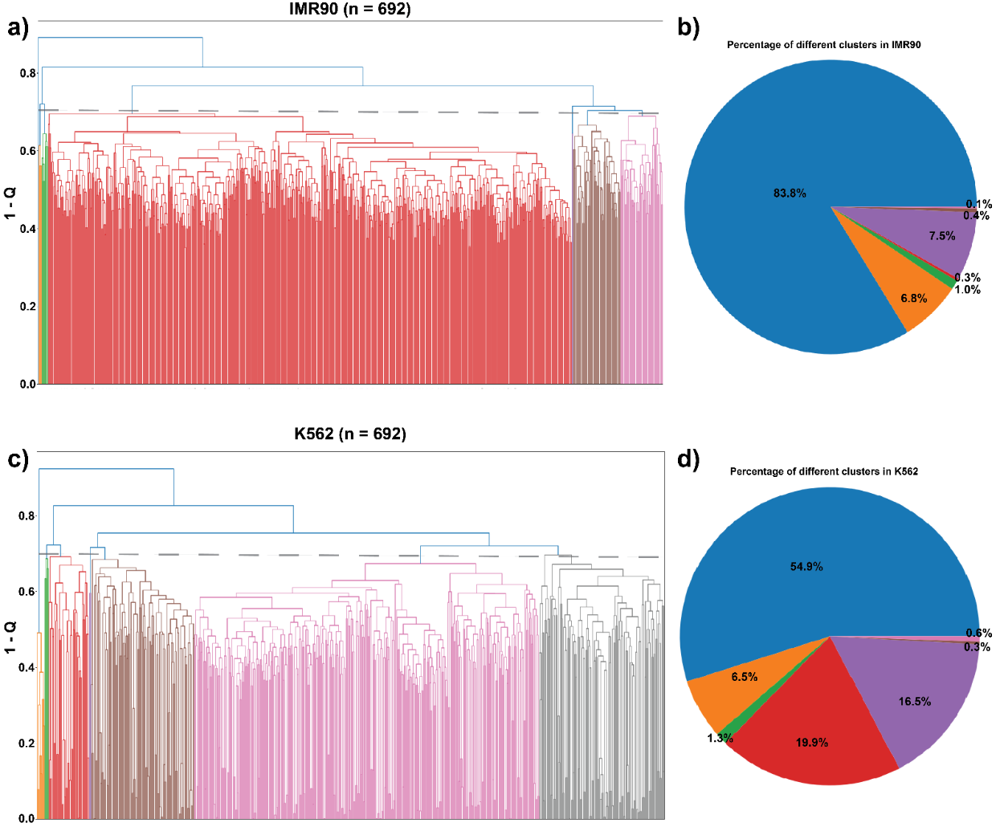 IMR90 (n = 692)
a)
b)
Percentage of different clusters in IMR90
0.8
0.6
0.4
0.2
0.0
1 - Q
83.8%
0.1%
0.4%
7.5%
0.3%
1.0%
6.8%
K562 (n = 692)
c)
d)
Percentage of different clusters in K562
0.8
0.6
0.4
0.2
0.0
1 - Q
54.9%
0.6%
0.3%
6.5%
16.5%
1.3%
19.9%